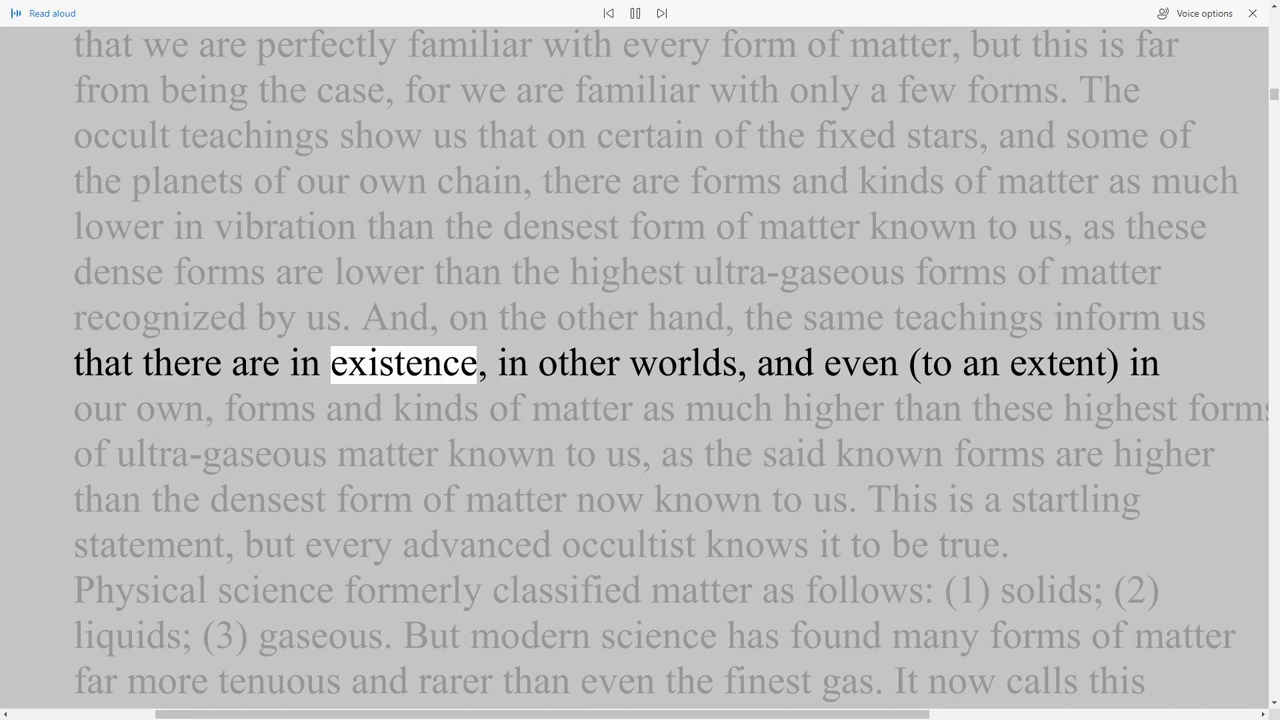 Read aloud
Voice options
that we are perfectly familiar with every form of matter, but this is far
from being the case, for we are familiar with only a few forms. The
occult teachings show us that on certain of the fixed stars, and some of
the planets of our own chain, there are forms and kinds of matter as much
lower in vibration than the densest form of matter known to us, as these
dense forms are lower than the highest ultra-gaseous forms of matter
recognized by us. And, on the other hand, the same teachings inform us
that there are in existence, in other worlds, and even (to an extent) in
our own, forms and kinds of matter as much higher than these highest forms
of ultra-gaseous matter known to us, as the said known forms are higher
than the densest form of matter now known to us. This is a startling
statement, but every advanced occultist knows it to be true.
Physical science formerly classified matter as follows: (1) solids; (2)
liquids; (3) gaseous. But modern science has found many forms of matter
far more tenuous and rarer than even the finest gas. It now calls this